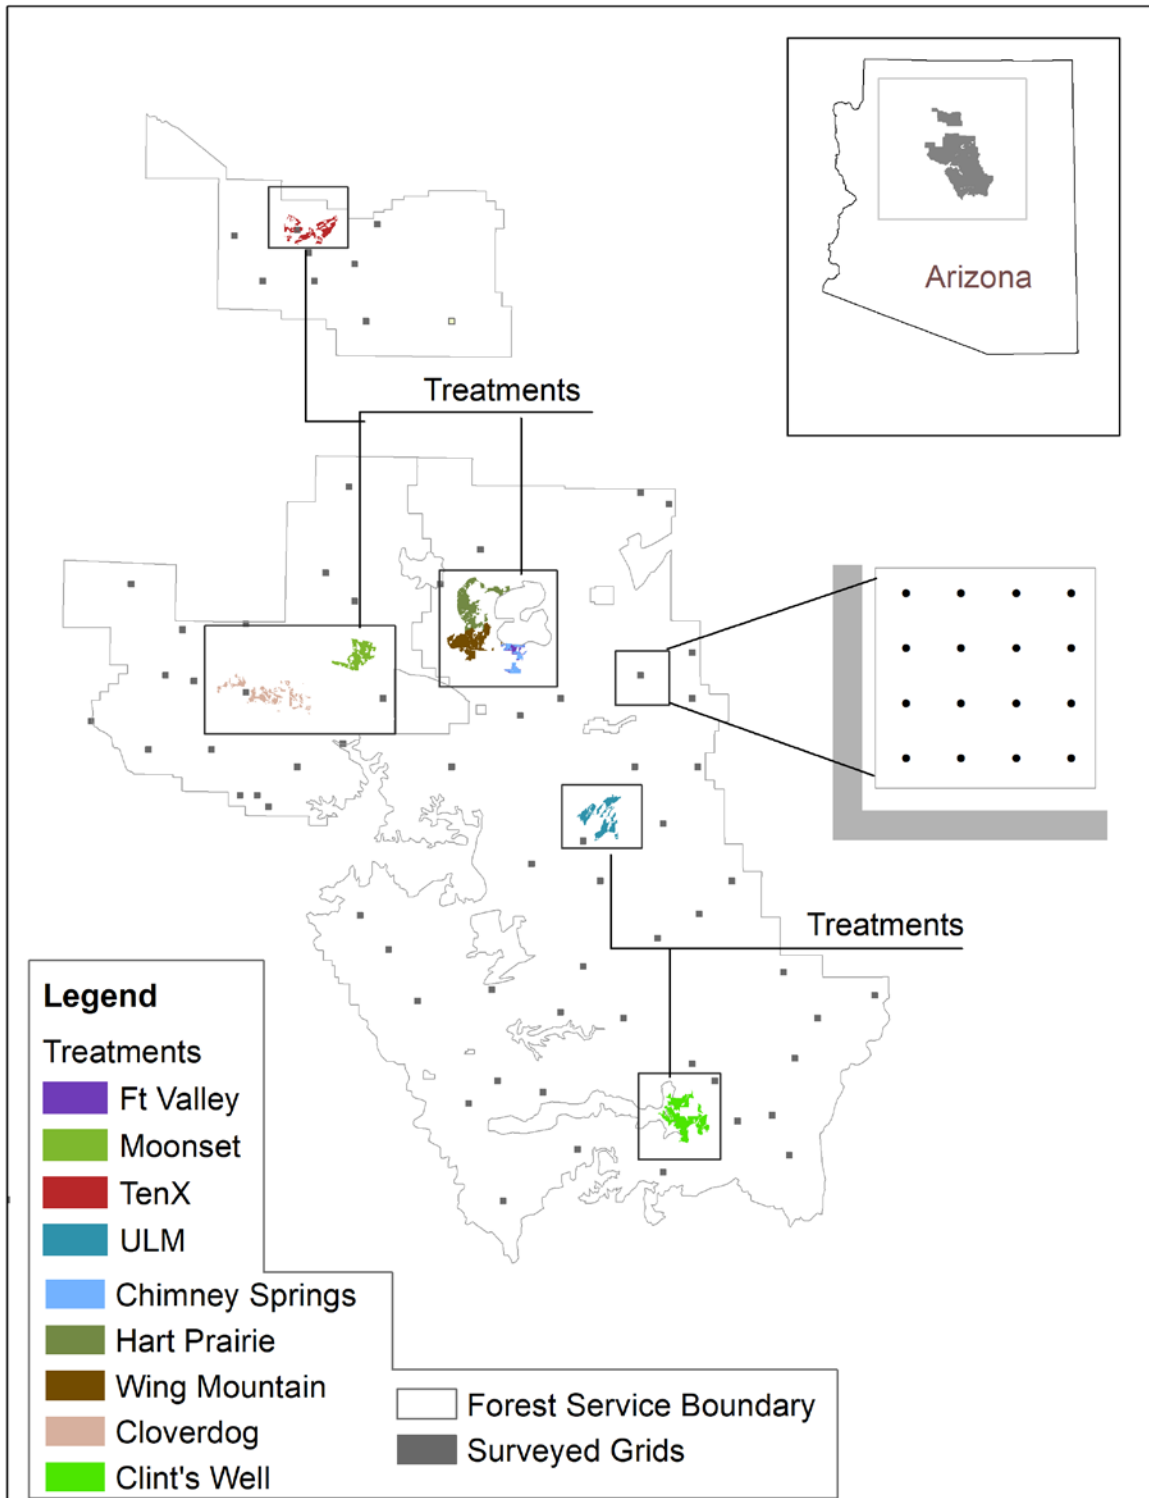 Arizona
Treatments
Treatments
Legend
Treatments
Ft Valley
Moonset
TenX
ULM
Chimney Springs
Hart Prairie
Wing Mountain
Cloverdog
Clint's Well
Forest Service Boundary
Surveyed Grids